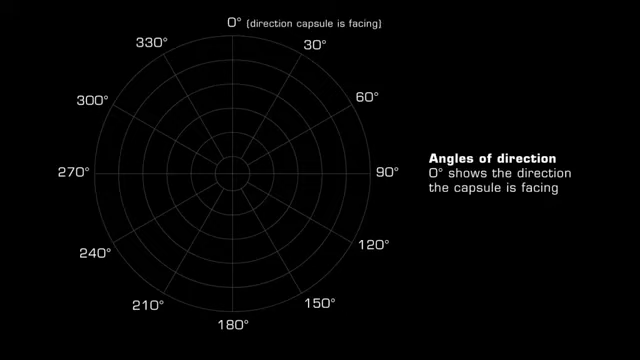 0° (direction capsule is facing)
330°
30°
300°
60°
270°
90°
240°
120°
210°
150°
180°
Angles of direction
0° shows the direction
the capsule is facing